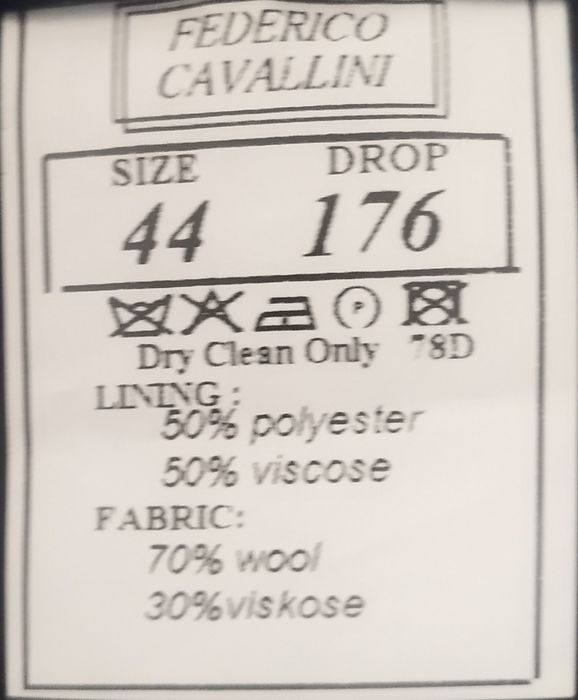 FEDERICO
CAVALLINI
SIZE DROP
44 176
P
Dry Clean Only 78D
LINING :
50% polyester
50% viscose
FABRIC:
70% wool
30%viskose